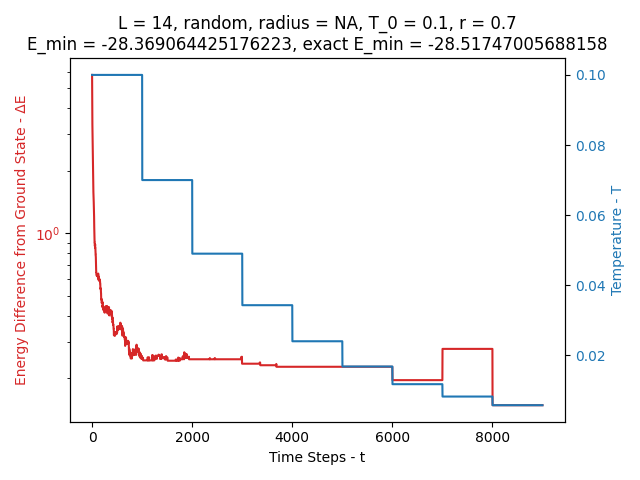 L = 14, random, radius = NA, T_0 = 0.1, r = 0.7
E_min = -28.369064425176223, exact E_min = -28.51747005688158
Energy Difference from Ground State - ΔE
10⁰
0.10
0.08
0.06
0.04
0.02
Temperature - T
0
2000
4000
6000
8000
Time Steps - t